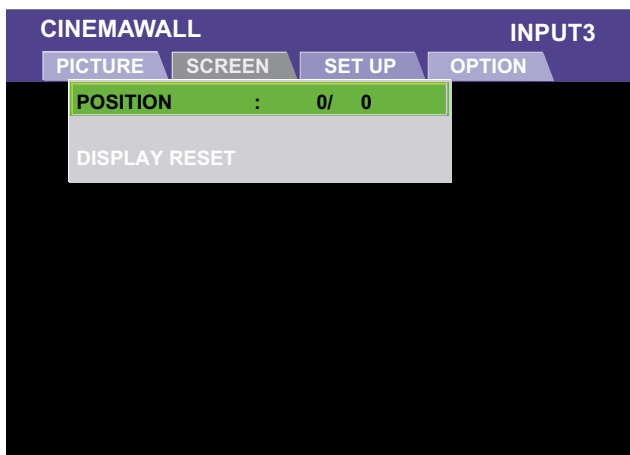 CINEMAWALL INPUT3
PICTURE SCREEN SET UP OPTION
POSITION : 0/ 0
DISPLAY RESET